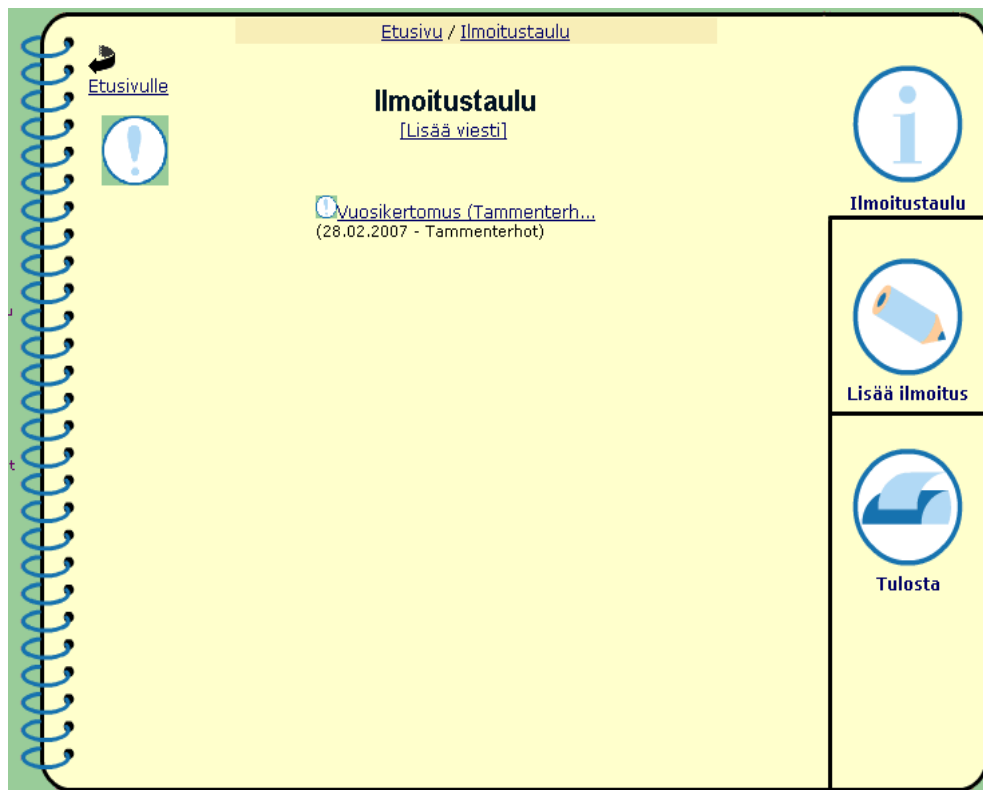 Etusivu / Ilmoitustaulu
Etusivulle
Ilmoitustaulu
[Lisää viesti]
Vuosikertomus (Tammenterh...
(28.02.2007 - Tammenterhot)
Ilmoitustaulu
Lisää ilmoitus
Tulosta
t